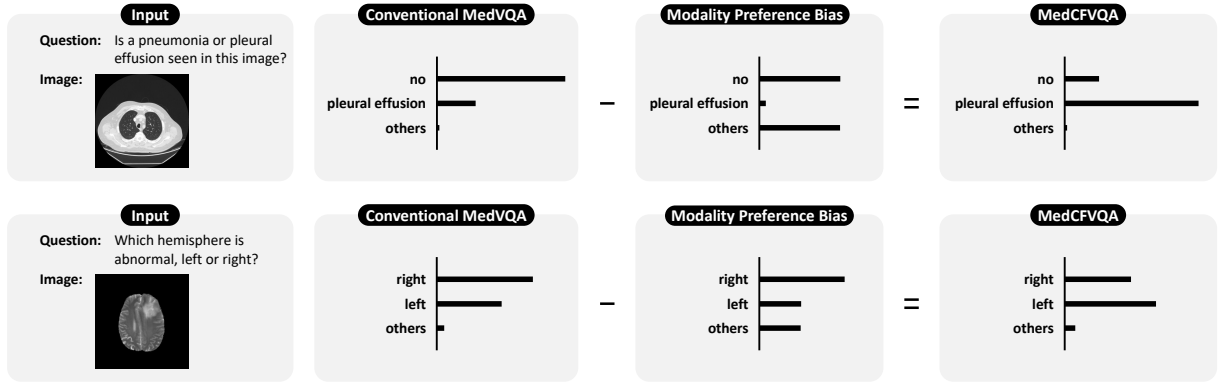 Input
Question: Is a pneumonia or pleural
effusion seen in this image?
Image:
Conventional MedVQA
no
pleural effusion
others
−
Modality Preference Bias
no
pleural effusion
others
=
MedCFVQA
no
pleural effusion
others
Input
Question: Which hemisphere is
abnormal, left or right?
Image:
Conventional MedVQA
right
left
others
−
Modality Preference Bias
right
left
others
=
MedCFVQA
right
left
others